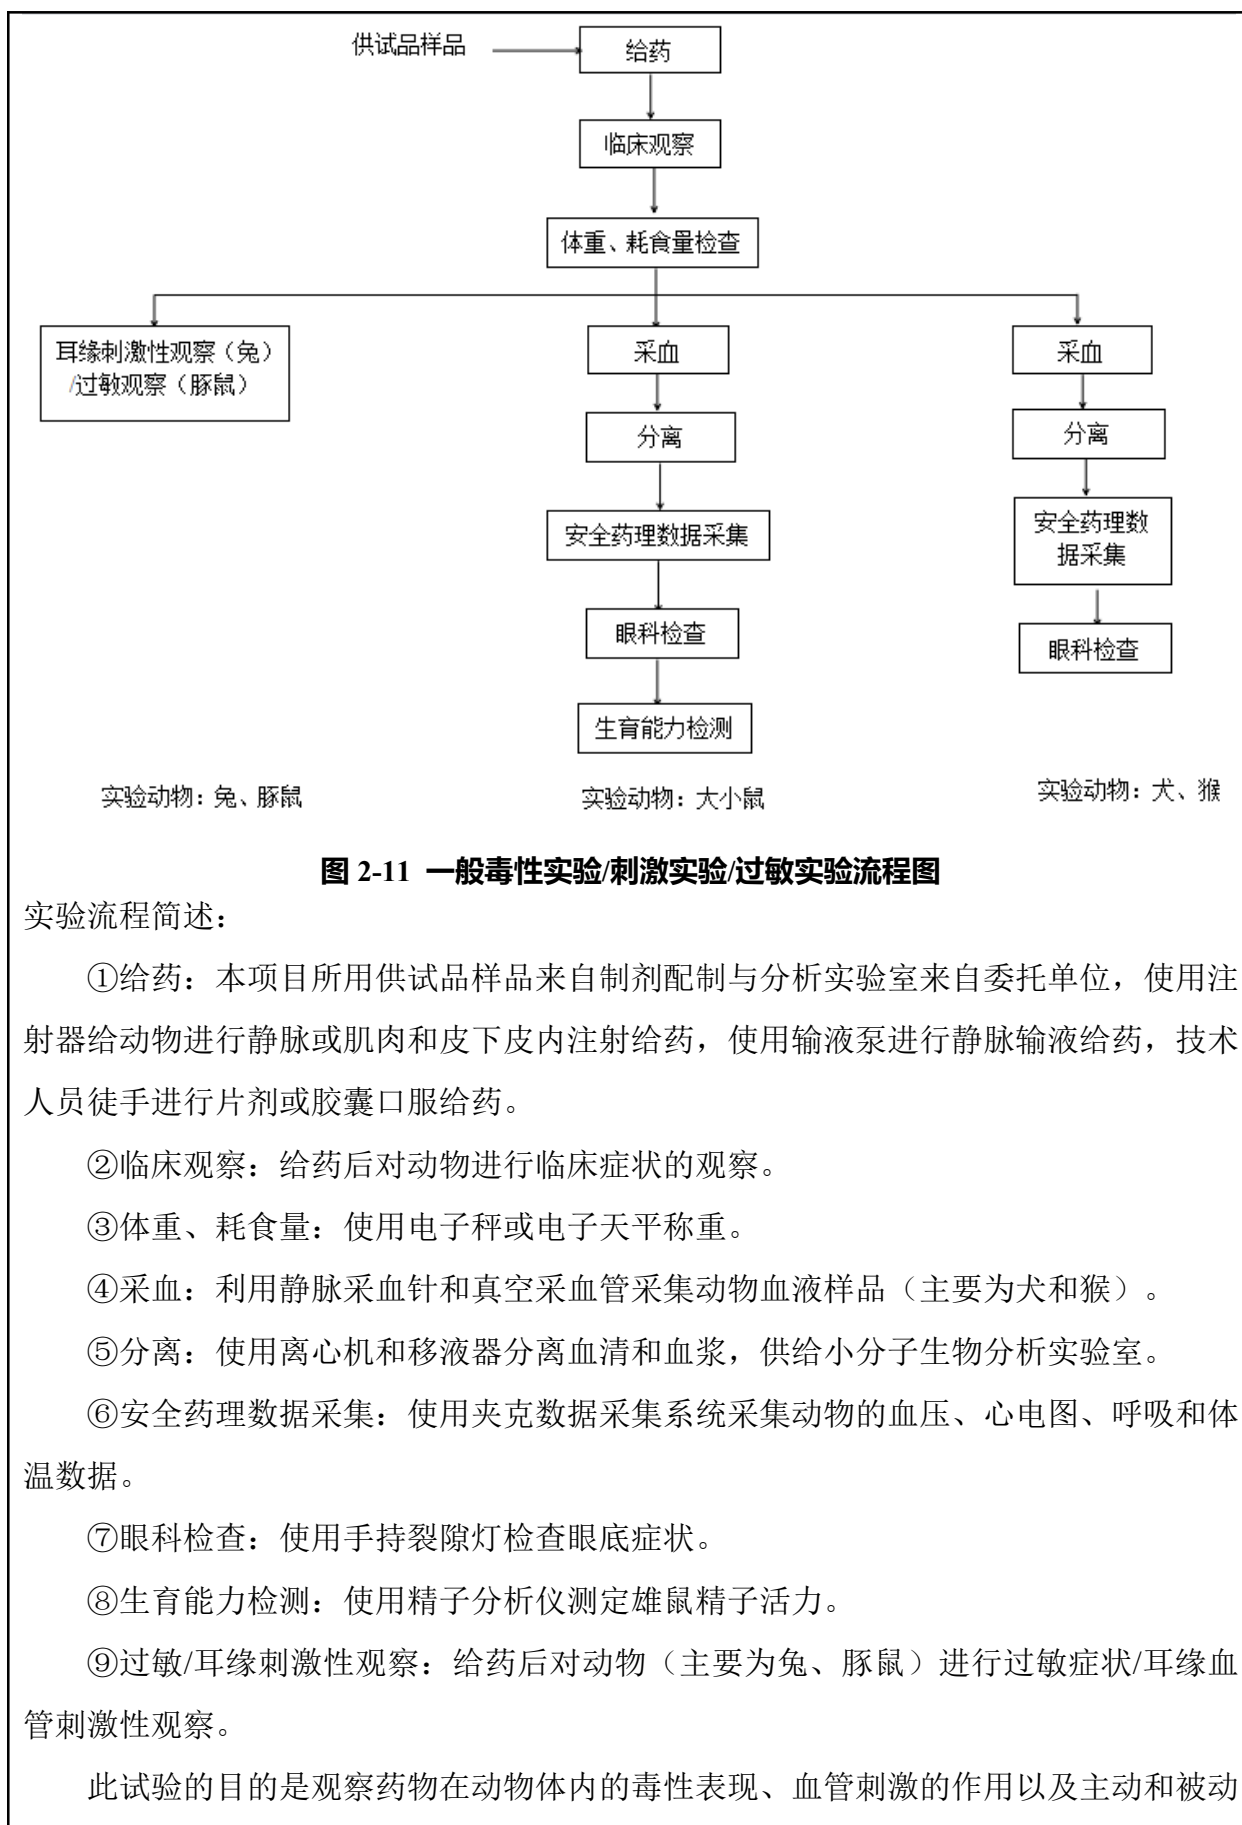 供试品样品
给药
临床观察
体重、耗食量检查
耳缘刺激性观察（兔）
/过敏观察（豚鼠）
采血
分离
安全药理数据采集
眼科检查
生育能力检测
采血
分离
安全药理数
据采集
眼科检查
实验动物：兔、豚鼠
实验动物：大小鼠
实验动物：犬、猴
图 2-11 一般毒性实验/刺激实验/过敏实验流程图
实验流程简述：
①给药：本项目所用供试品样品来自制剂配制与分析实验室来自委托单位，使用注
射器给动物进行静脉或肌肉和皮下皮内注射给药，使用输液泵进行静脉输液给药，技术
人员徒手进行片剂或胶囊口服给药。
②临床观察：给药后对动物进行临床症状的观察。
③体重、耗食量：使用电子秤或电子天平称重。
④采血：利用静脉采血针和真空采血管采集动物血液样品（主要为犬和猴）。
⑤分离：使用离心机和移液器分离血清和血浆，供给小分子生物分析实验室。
⑥安全药理数据采集：使用夹克数据采集系统采集动物的血压、心电图、呼吸和体
温数据。
⑦眼科检查：使用手持裂隙灯检查眼底症状。
⑧生育能力检测：使用精子分析仪测定雄鼠精子活力。
⑨过敏/耳缘刺激性观察：给药后对动物（主要为兔、豚鼠）进行过敏症状/耳缘血
管刺激性观察。
此试验的目的是观察药物在动物体内的毒性表现、血管刺激的作用以及主动和被动